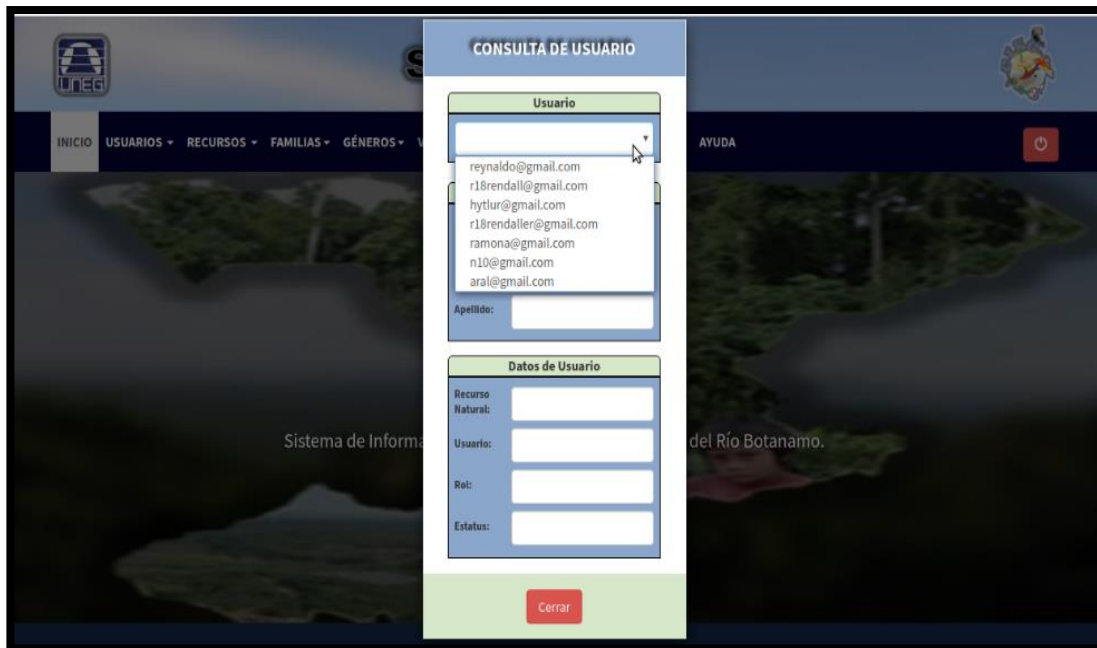 UNEG
S
CONSULTA DE USUARIO
INICIO USUARIOS RECURSOS FAMILIAS GÉNEROS V AYUDA
Usuario
reynaldo@gmail.com
r18rendall@gmail.com
hytlur@gmail.com
r18rendaller@gmail.com
ramona@gmail.com
n10@gmail.com
aral@gmail.com
Apellido:
Datos de Usuario
Recurso
Natural:
Usuario:
Rol:
Estatus:
Sistema de Informa del Río Botanamo.
Cerrar